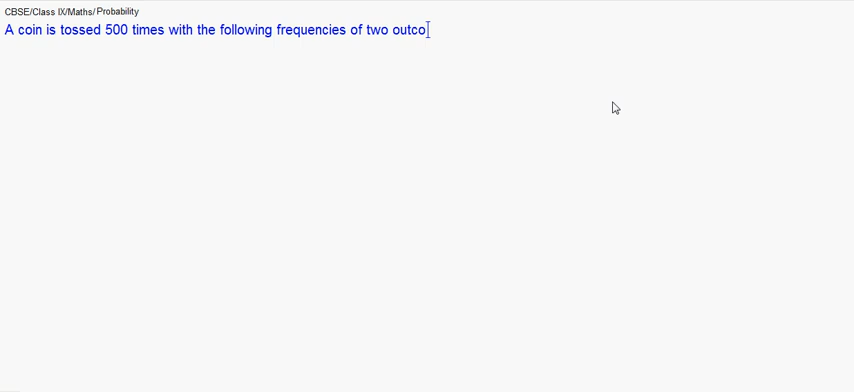 CBSE/Class IX/Maths/Probability
A coin is tossed 500 times with the following frequencies of two outco